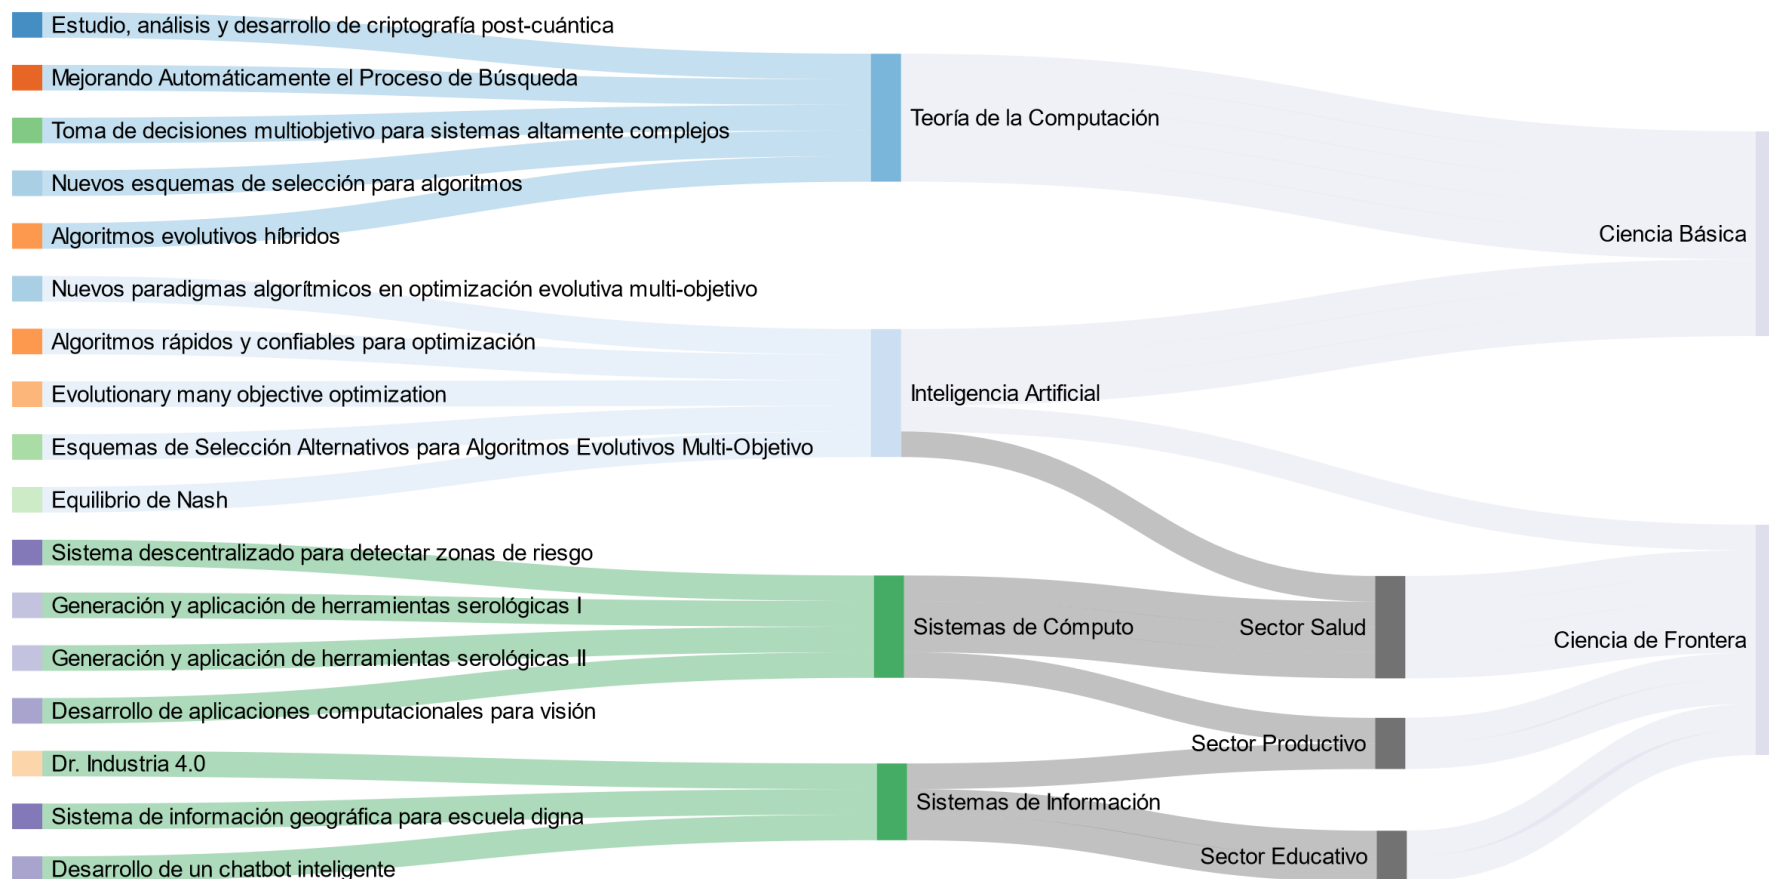 Estudio, análisis y desarrollo de criptografía post-cuántica
Mejorando Automáticamente el Proceso de Búsqueda
Toma de decisiones multiobjetivo para sistemas altamente complejos
Nuevos esquemas de selección para algoritmos
Algoritmos evolutivos híbridos
Nuevos paradigmas algorítmicos en optimización evolutiva multi-objetivo
Algoritmos rápidos y confiables para optimización
Evolutionary many objective optimization
Esquemas de Selección Alternativos para Algoritmos Evolutivos Multi-Objetivo
Equilibrio de Nash
Sistema descentralizado para detectar zonas de riesgo
Generación y aplicación de herramientas serológicas I
Generación y aplicación de herramientas serológicas II
Desarrollo de aplicaciones computacionales para visión
Dr. Industria 4.0
Sistema de información geográfica para escuela digna
Desarrollo de un chatbot inteligente
Teoría de la Computación
Inteligencia Artificial
Sistemas de Cómputo
Sistemas de Información
Sector Salud
Sector Productivo
Sector Educativo
Ciencia Básica
Ciencia de Frontera